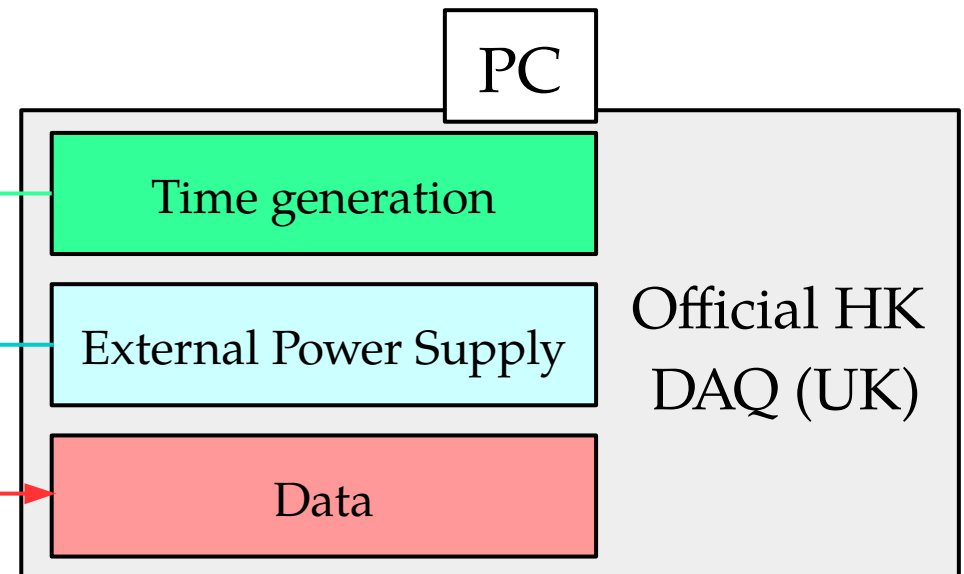 PC
Time generation
External Power Supply
Data
Official HK
DAQ (UK)